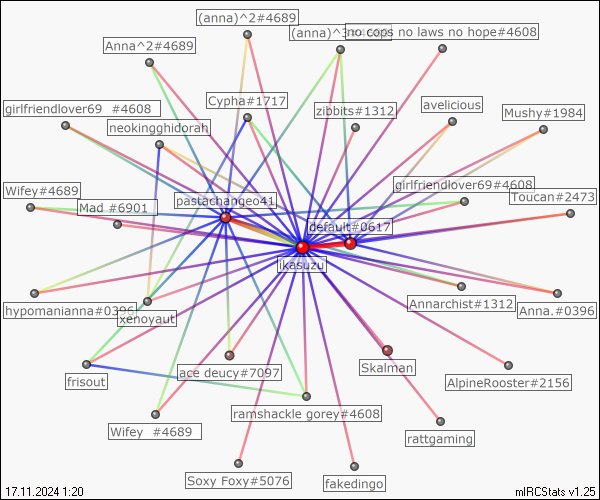 (anna)^2#4689
(anna)^3
no cops no laws no hope#4608
Anna^2#4689
Cypha#1717
zibbits#1312
avelicious
Mushy#1984
girlfriendlover69 #4608
neokingghidorah
Wifey#4689
Mad #6901
pastachangeo41
girlfriendlover69#4608
Toucan#2473
default#0617
ikasuzu
hypomanianna#0396
xenovaut
Annarchist#1312
Anna.#0396
frisout
ace deucy#7097
Skalman
AlpineRooster#2156
ramshackle gorey#4608
Wifey #4689
rattgaming
Soxy Foxy#5076
fakedingo
17.11.2024 1:20
mIRCStats v1.25